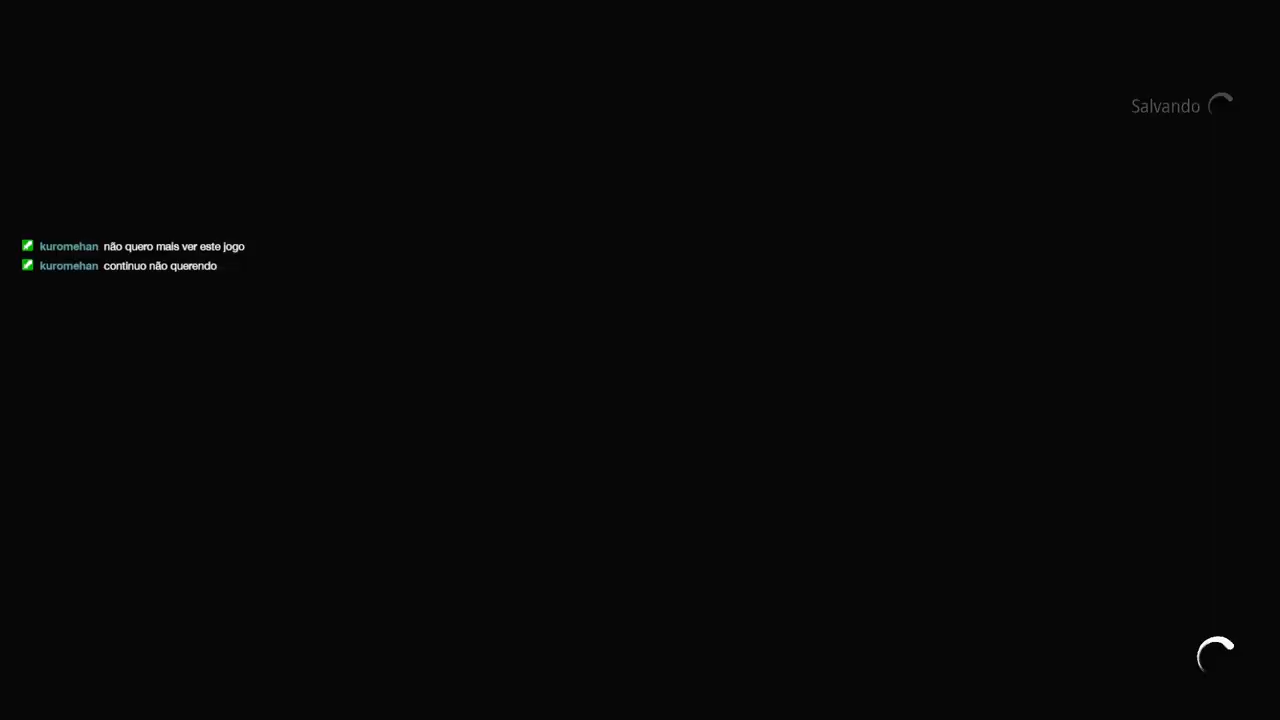 Salvando
kuromehan não quero mais ver este jogo
kuromehan continuo não querendo